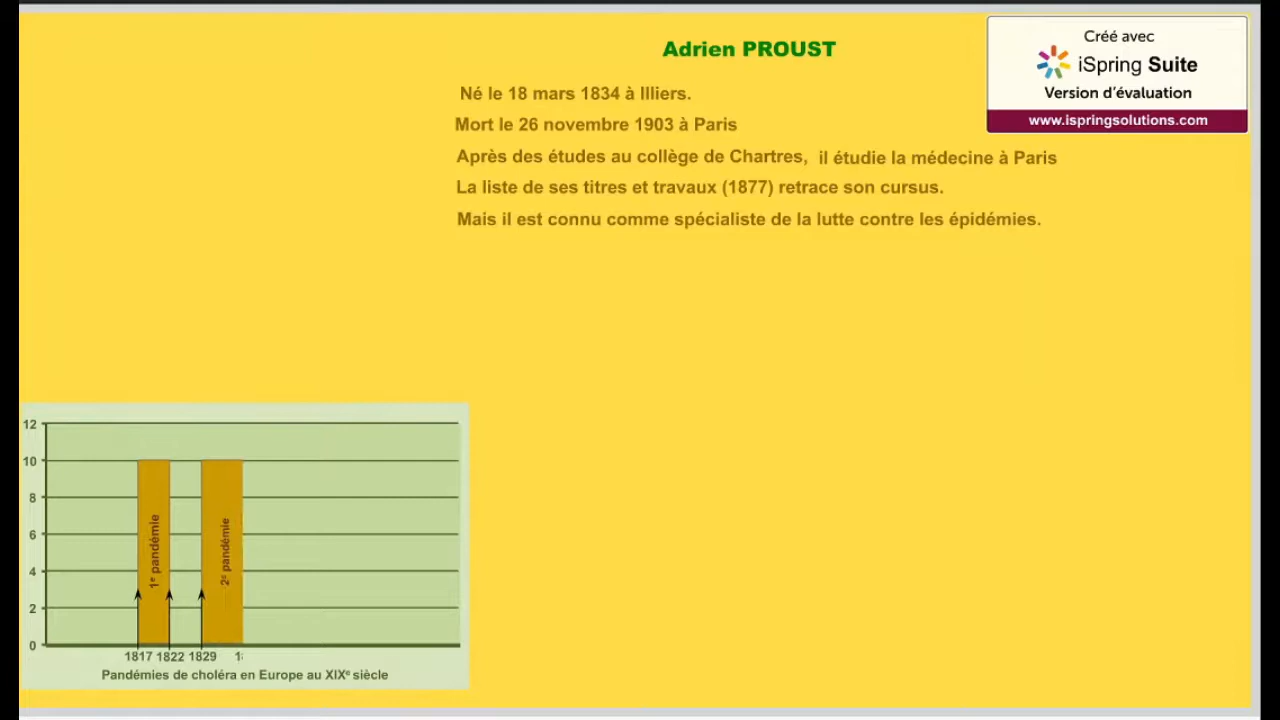 Adrien PROUST
Créé avec
iSpring Suite
Version d'évaluation
www.ispringsolutions.com
Né le 18 mars 1834 à Illiers.
Mort le 26 novembre 1903 à Paris
Après des études au collège de Chartres, il étudie la médecine à Paris
La liste de ses titres et travaux (1877) retrace son cursus.
Mais il est connu comme spécialiste de la lutte contre les épidémies.
12
10
8
6
4
2
0
1e pandémie
2e pandémie
1817 1822 1829
Pandémies de choléra en Europe au XIXe siècle